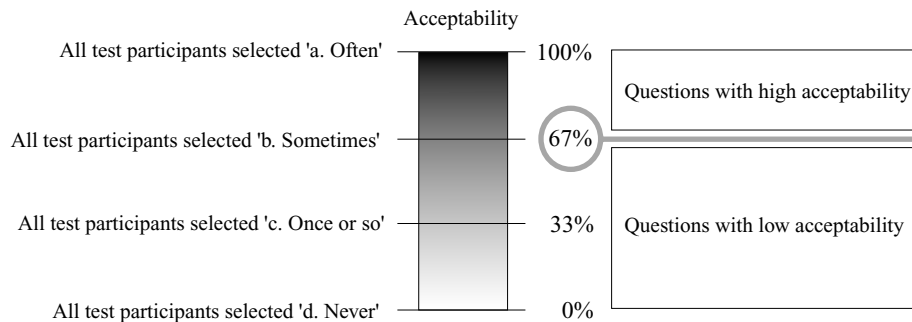 Acceptability
All test participants selected 'a. Often'
100%
Questions with high acceptability
All test participants selected 'b. Sometimes'
67%
All test participants selected 'c. Once or so'
33%
Questions with low acceptability
All test participants selected 'd. Never'
0%